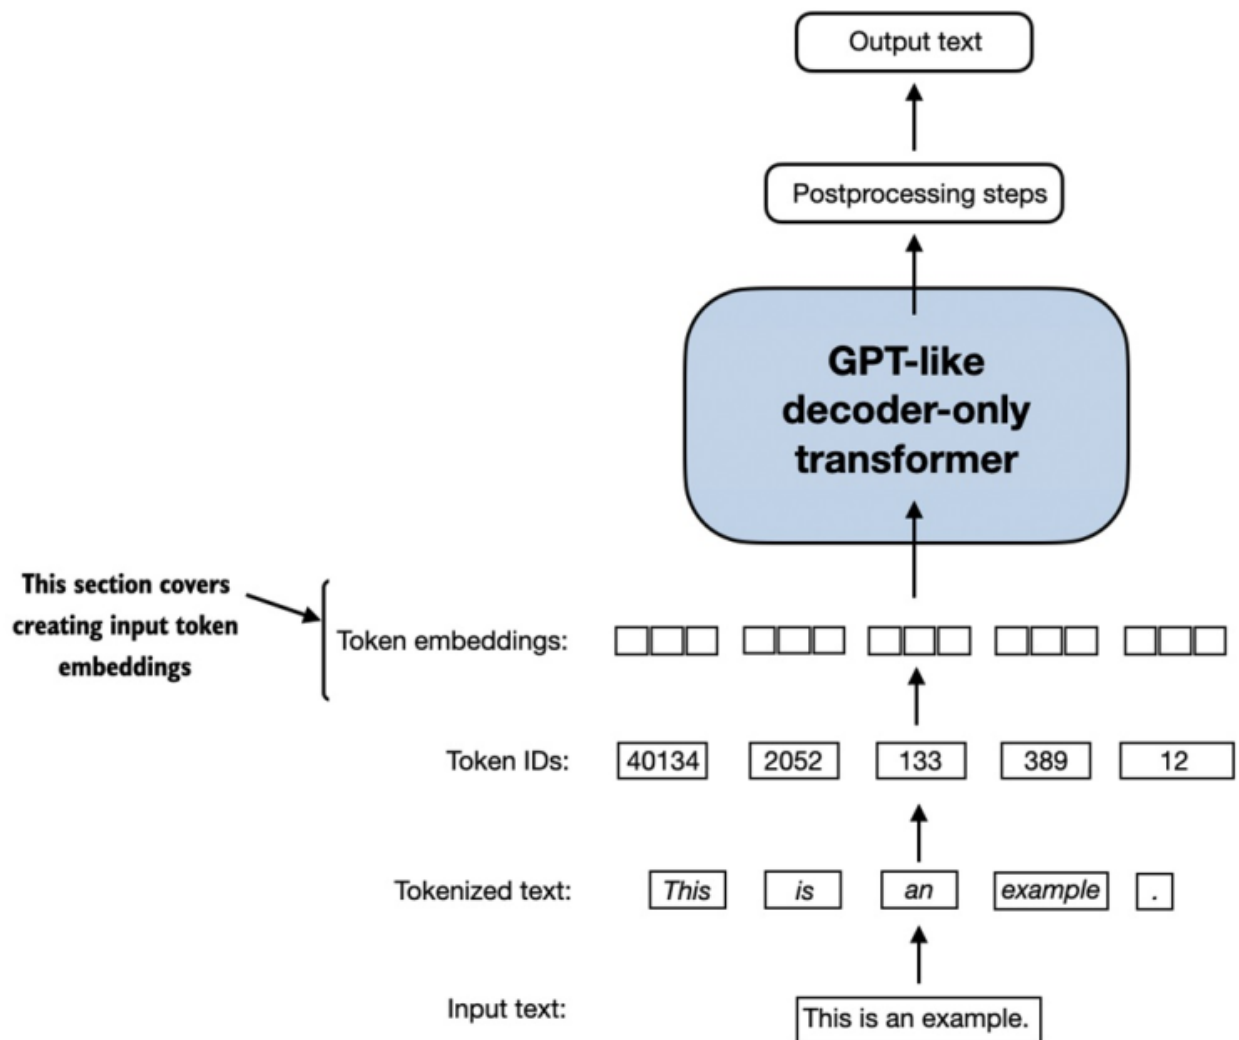 Output text
Postprocessing steps
GPT-like
decoder-only
transformer
This section covers
creating input token
embeddings
Token embeddings:
Token IDs: 40134 2052 133 389 12
Tokenized text: This is an example .
Input text: This is an example.